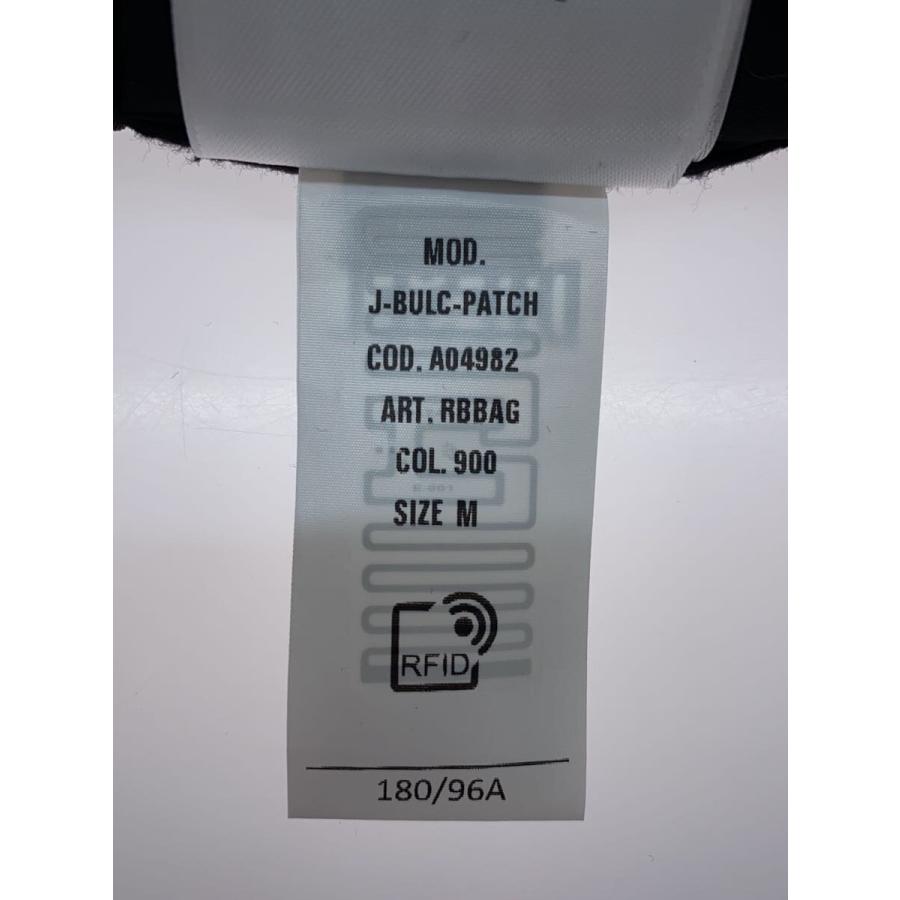 MOD.
J-BULC-PATCH
COD. A04982
ART. RBBAG
COL. 900
SIZE M
RFID
180/96A